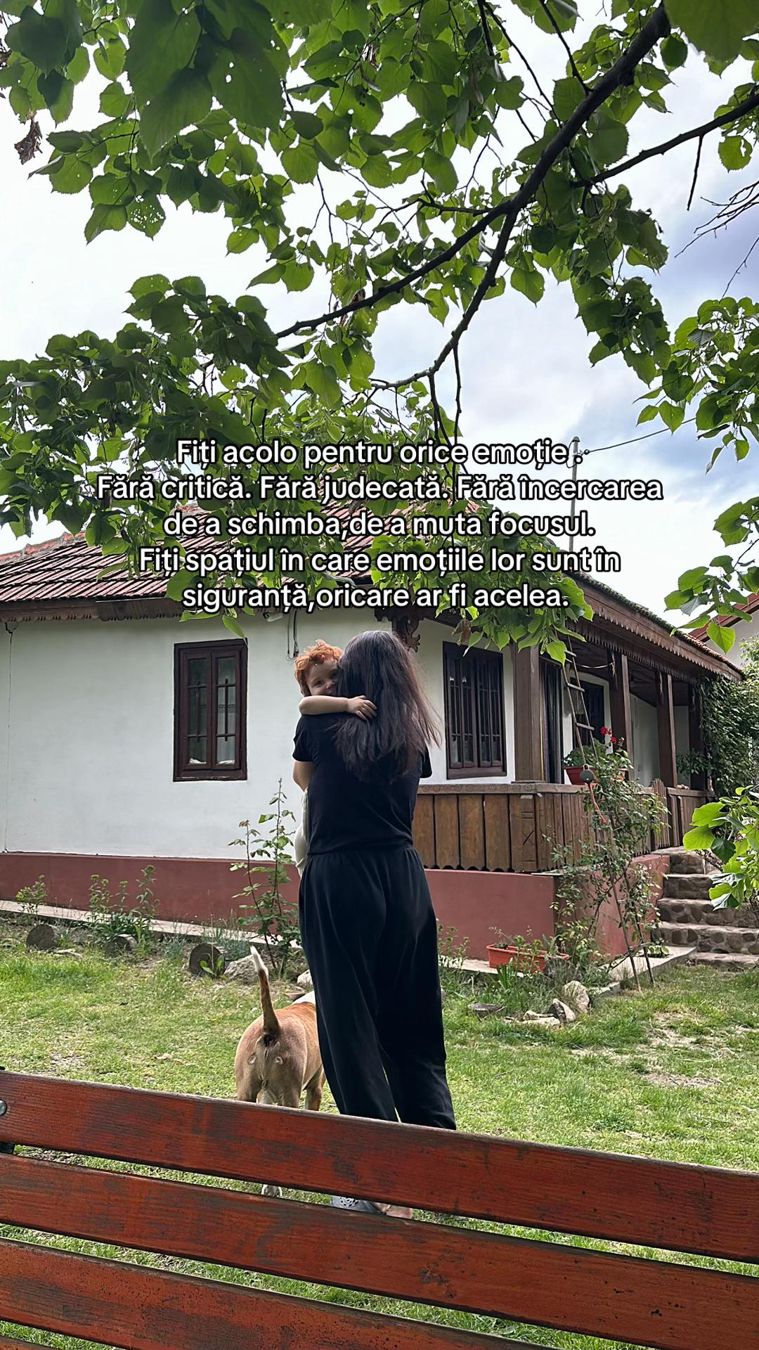 Fiți acolo pentru orice emoție .
Fără critică. Fără judecată. Fără încercarea
de a schimba,de a muta focusul.
Fiți spațiul în care emoțiile lor sunt în
siguranță,oricare ar fi acelea.